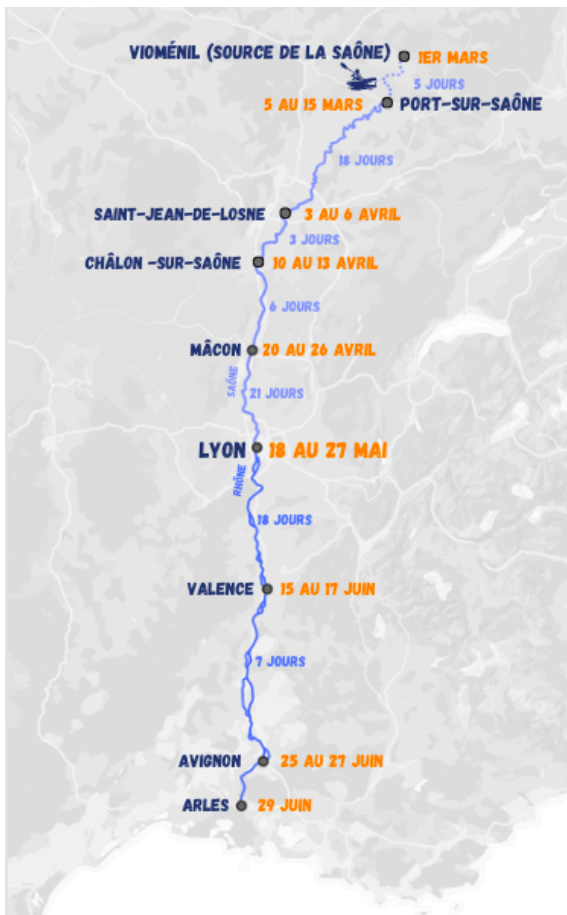 VIOMÉNIL (SOURCE DE LA SAÔNE)
1ER MARS
5 JOURS
5 AU 15 MARS
PORT-SUR-SAÔNE
18 JOURS
SAINT-JEAN-DE-LOSNE
3 AU 6 AVRIL
3 JOURS
CHÂLON -SUR-SAÔNE
10 AU 13 AVRIL
6 JOURS
MÂCON
20 AU 26 AVRIL
SAÔNE
21 JOURS
LYON
18 AU 27 MAI
RHÔNE
18 JOURS
VALENCE
15 AU 17 JUIN
7 JOURS
AVIGNON
25 AU 27 JUIN
ARLES
29 JUIN